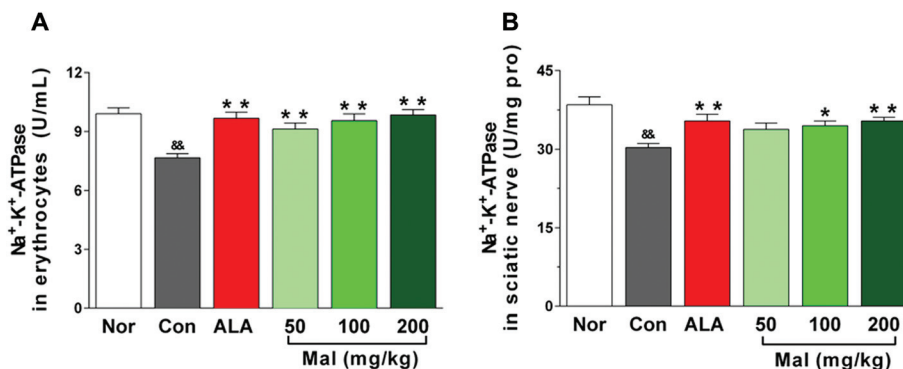 A
Na+-K+-ATPase
in erythrocytes (U/mL)
12
9
6
3
0
&&
* *
* *
* *
* *
Nor Con ALA 50 100 200
Mal (mg/kg)
B
Na+-K+-ATPase
in sciatic nerve (U/mg pro)
45
30
15
0
&&
* *
*
* *
Nor Con ALA 50 100 200
Mal (mg/kg)